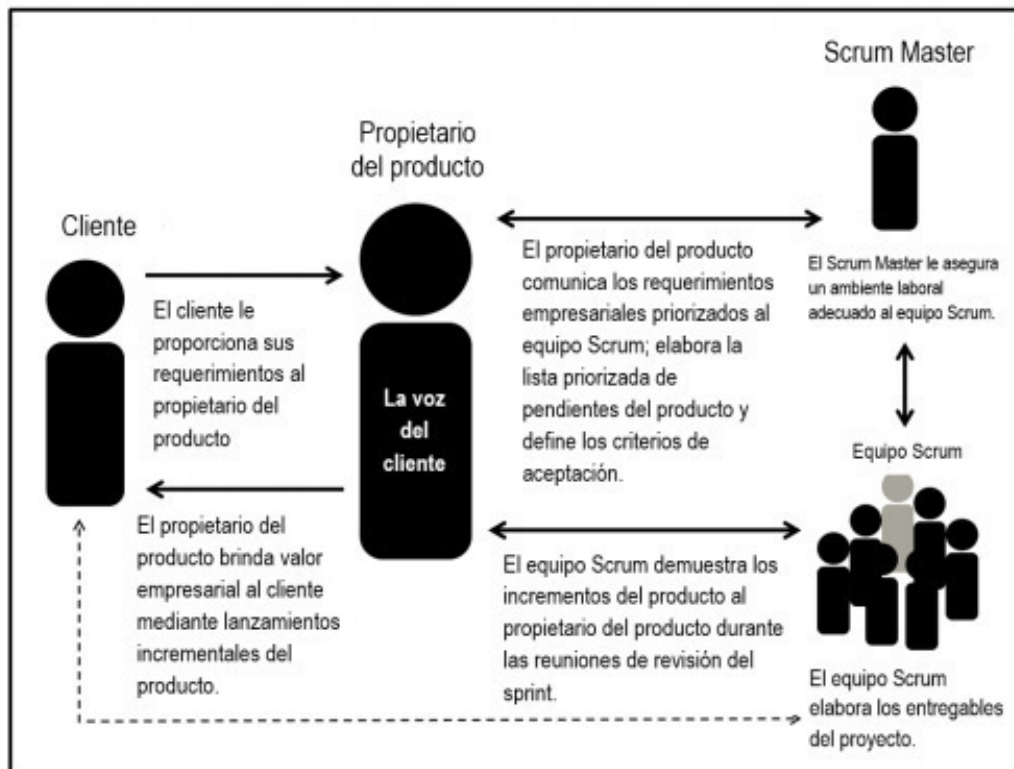 Scrum Master
Propietario
del producto
Cliente
El cliente le
proporciona sus
requerimientos al
propietario del
producto
La voz
del
cliente
El propietario del
producto brinda valor
empresarial al cliente
mediante lanzamientos
incrementales del
producto.
El propietario del producto
comunica los requerimientos
empresariales priorizados al
equipo Scrum; elabora la
lista priorizada de
pendientes del producto y
define los criterios de
aceptación.
El Scrum Master le asegura
un ambiente laboral
adecuado al equipo Scrum.
Equipo Scrum
El equipo Scrum demuestra los
incrementos del producto al
propietario del producto durante
las reuniones de revisión del
sprint.
El equipo Scrum
elabora los entregables
del proyecto.